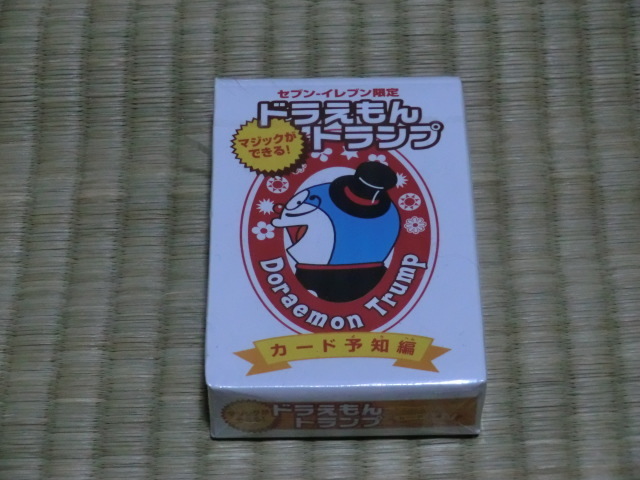 セブン-イレブン限定
ドラえもん
トランプ
マジックが
できる!
Doraemon Trump
カード予知編
ドラえもん
トランプ